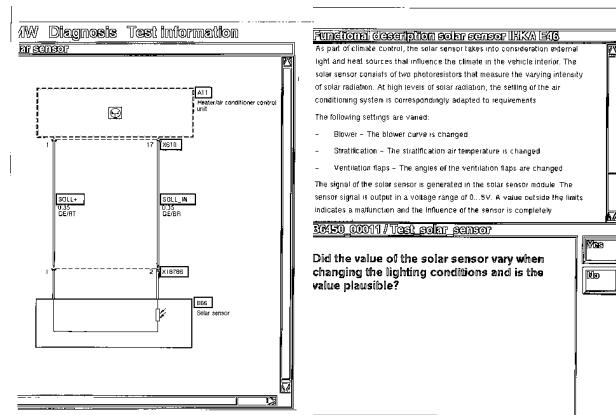 MW Diagnosis Test information
ar sensor
A11
Heater/air conditioner control
unit
1
17
X610
SOLL+
0.35
GE/RT
SOLL_IN
0.35
GE/BR
1
2
X18786
B66
Solar sensor
Functional description solar sensor IHKA E46
As part of climate control, the solar sensor takes into consideration external
light and heat sources that influence the climate in the vehicle interior. The
solar sensor consists of two photoresistors that measure the varying intensity
of solar radiation. At high levels of solar radiation, the setting of the air
conditioning system is correspondingly adapted to requirements
The following settings are varied:
- Blower - The blower curve is changed
- Stratification - The stratification air temperature is changed
- Ventilation flaps - The angles of the ventilation flaps are changed
The signal of the solar sensor is generated in the solar sensor module. The
sensor signal is output in a voltage range of 0...5V. A value outside the limits
indicates a malfunction and the influence of the sensor is completely
B6450_00011 / Test_solar_sensor
Did the value of the solar sensor vary when
changing the lighting conditions and is the
value plausible?
Yes
No